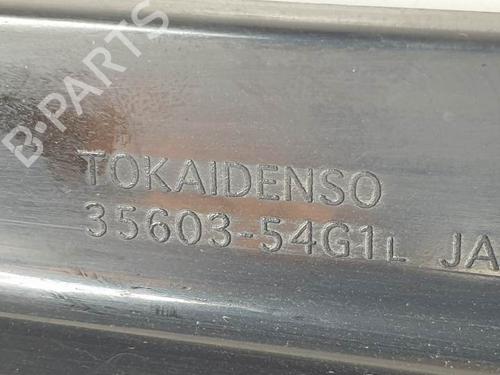 B-PARTS
TOKAIDENSO
35603-54G1L JA